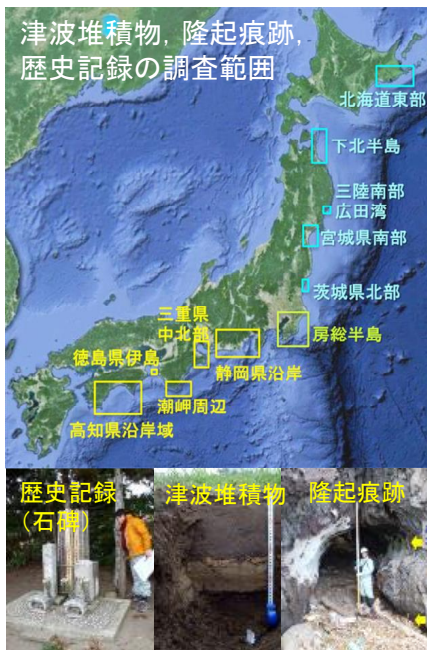 津波堆積物, 隆起痕跡,
歴史記録の調査範囲
北海道東部
下北半島
三陸南部
広田湾
宮城県南部
茨城県北部
三重県
中北部
房総半島
徳島県伊島
静岡県沿岸
潮岬周辺
高知県沿岸域
歴史記録
(石碑)
津波堆積物
隆起痕跡